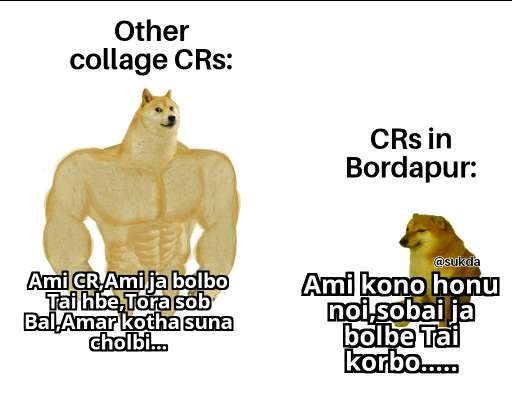 Other
collage CRs:
Ami CR,Ami ja bolbo
Tai hbe,Tora sob
Bal,Amar kotha suna
cholbi...
CRs in
Bordapur:
@sukda
Ami kono honu
noi,sobai ja
bolbe Tai
korbo.....